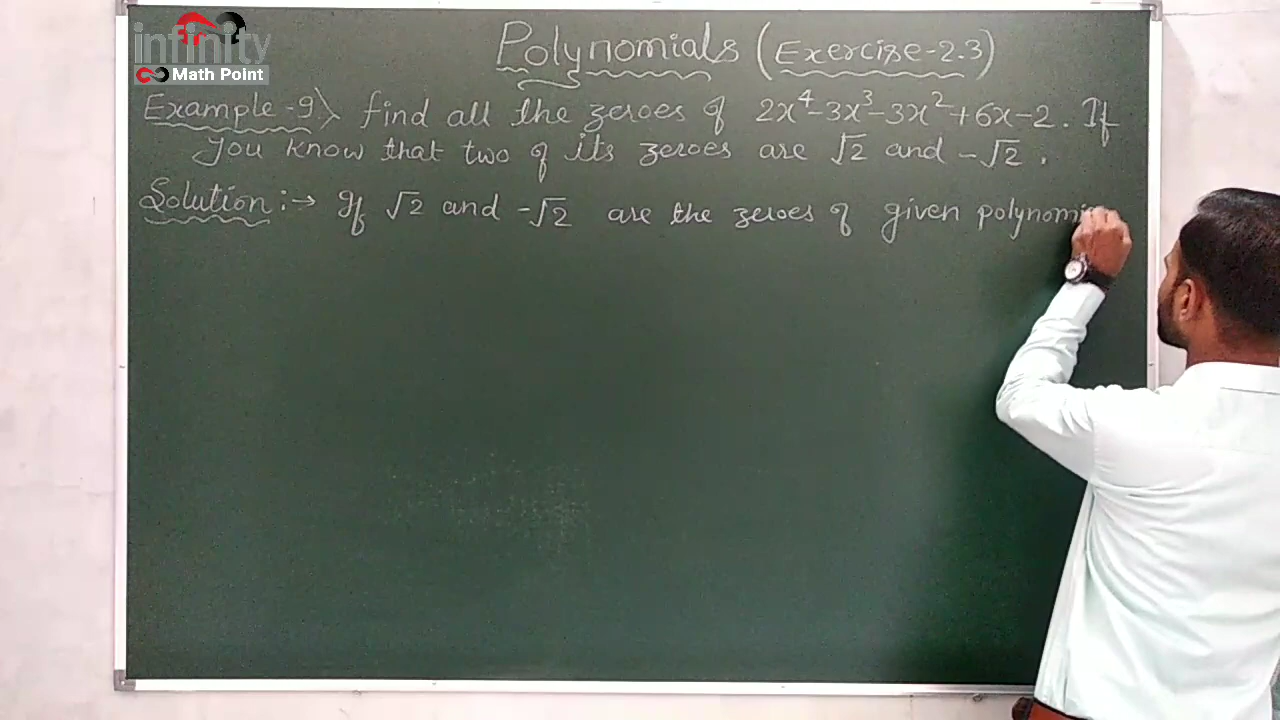 infinity
Math Point
Polynomials (Exercise-2.3)
Example-9) find all the zeroes of 2x⁴-3x³-3x²+6x-2. If
you know that two of its zeroes are √2 and -√2.
Solution:→ If √2 and -√2 are the zeroes of given polynomi